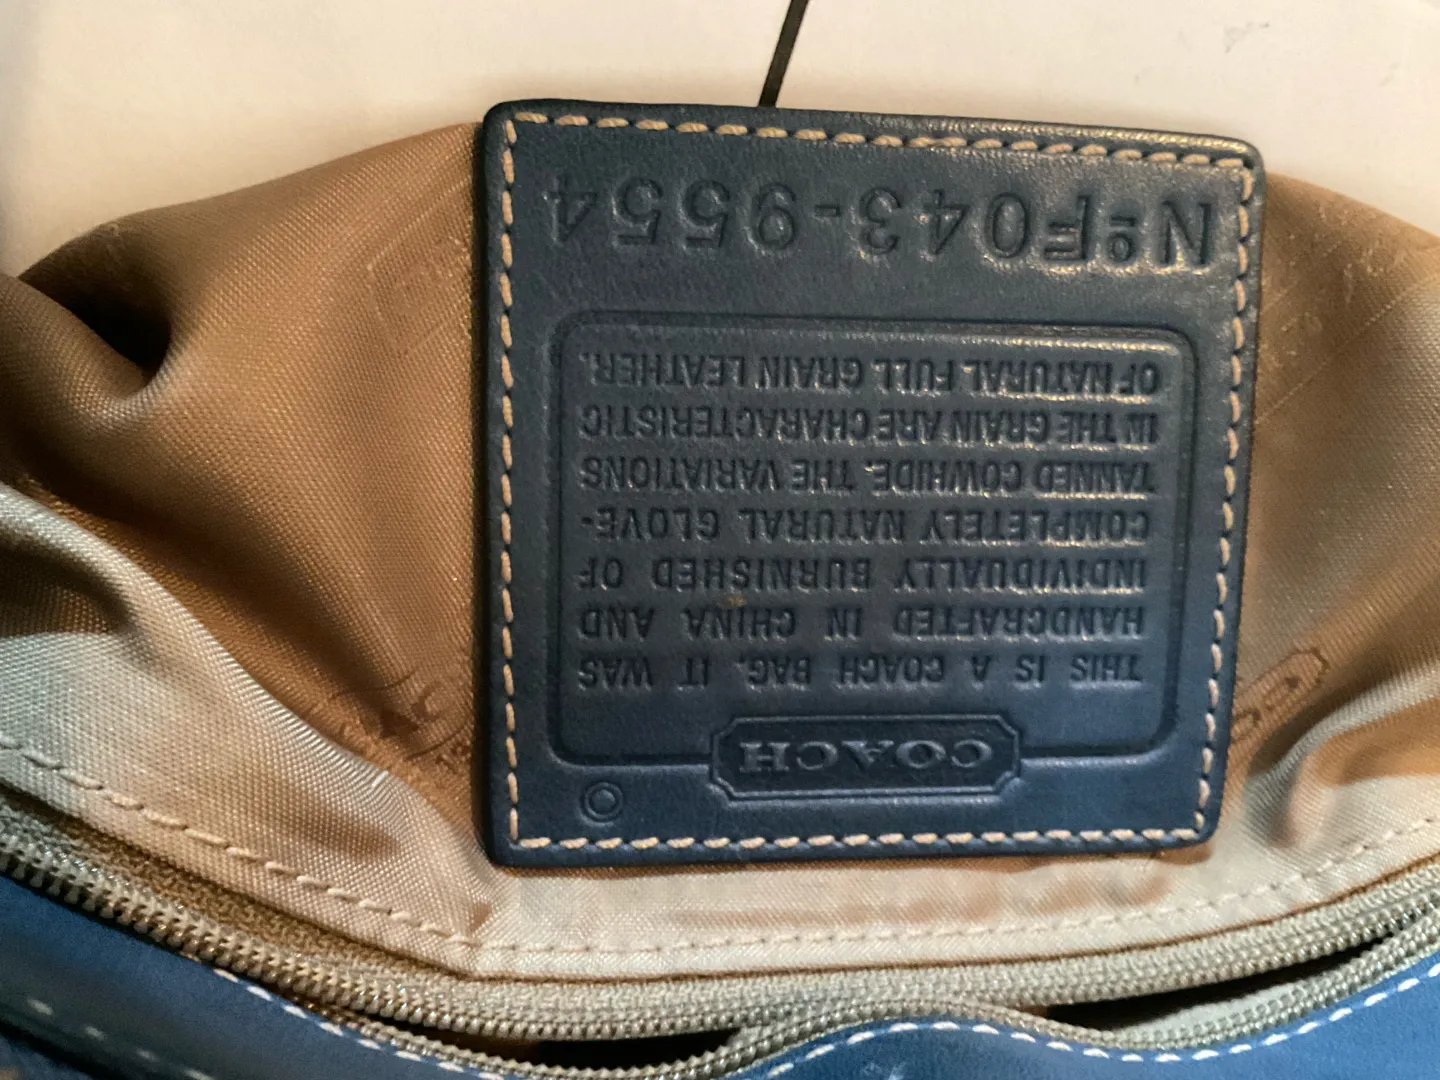 COACH
THIS IS A COACH BAG. IT WAS
HANDCRAFTED IN CHINA AND
INDIVIDUALLY BURNISHED OF
COMPLETELY NATURAL GLOVE-
TANNED COWHIDE. THE VARIATIONS
IN THE GRAIN ARE CHARACTERISTIC
OF NATURAL FULL GRAIN LEATHER.
NºF043-9554